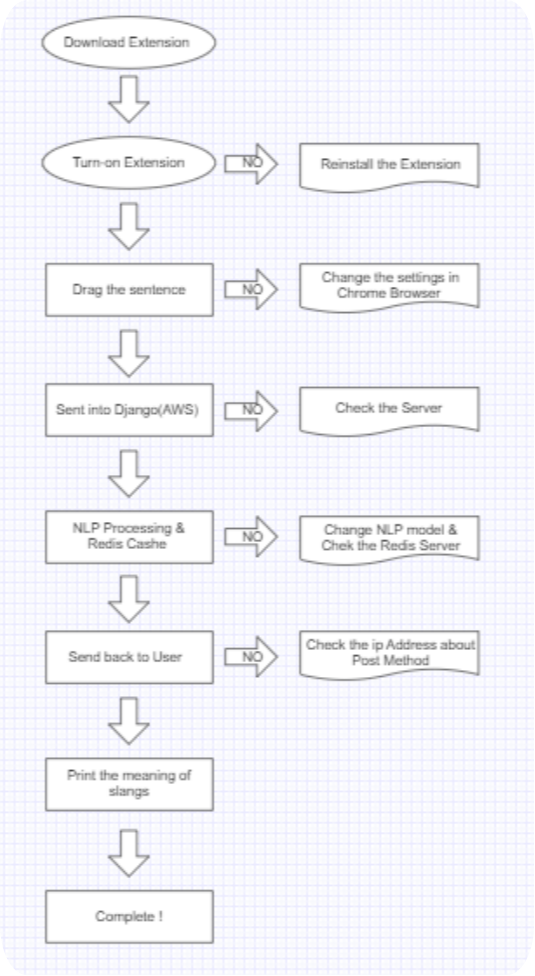 Download Extension
Turn-on Extension
NO
Reinstall the Extension
Drag the sentence
NO
Change the settings in
Chrome Browser
Sent into Django(AWS)
NO
Check the Server
NLP Processing &
Redis Cashe
NO
Change NLP model &
Chek the Redis Server
Send back to User
NO
Check the ip Address about
Post Method
Print the meaning of
slangs
Complete !